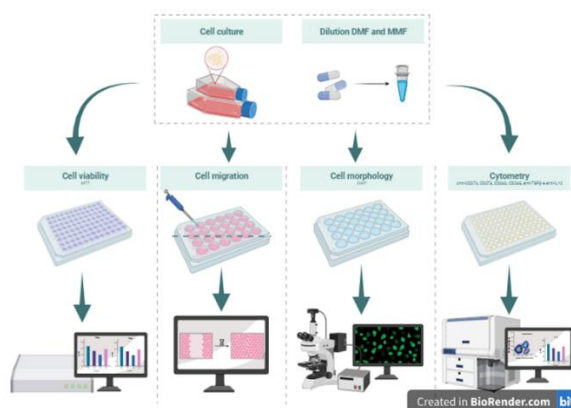 Cell culture
Dilution DMF and MMF
Cell viability
MTT
Cell migration
Cell morphology
Cytometry
Created in BioRender.com